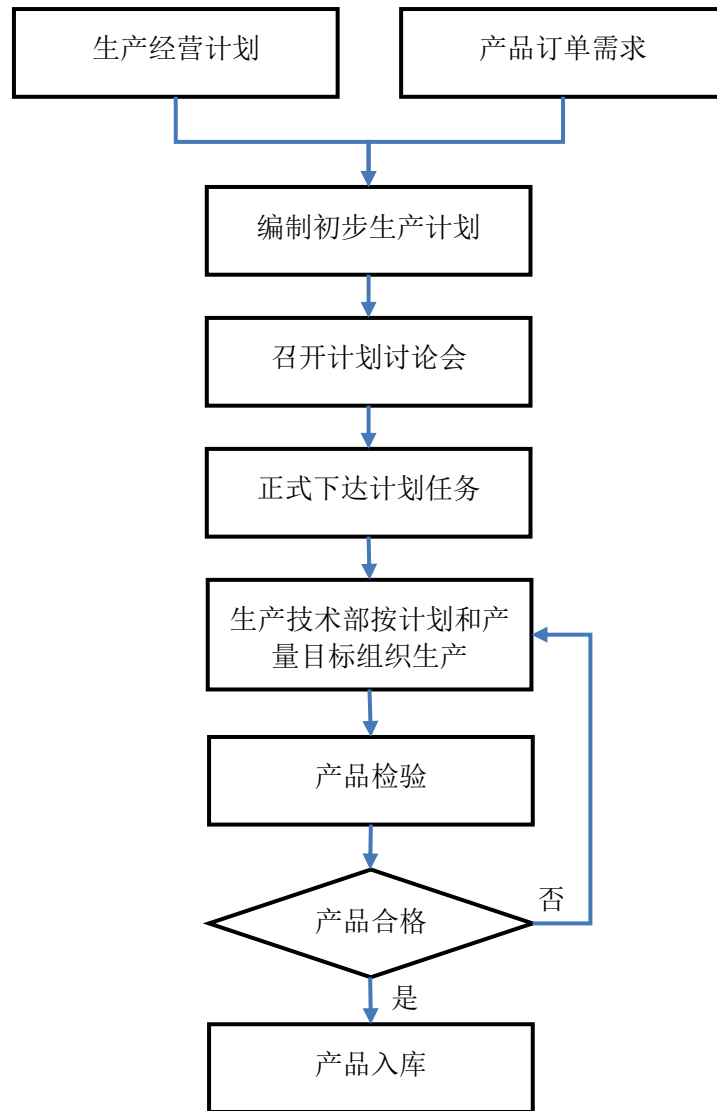 生产经营计划
产品订单需求
编制初步生产计划
召开计划讨论会
正式下达计划任务
生产技术部按计划和产
量目标组织生产
产品检验
产品合格
否
是
产品入库